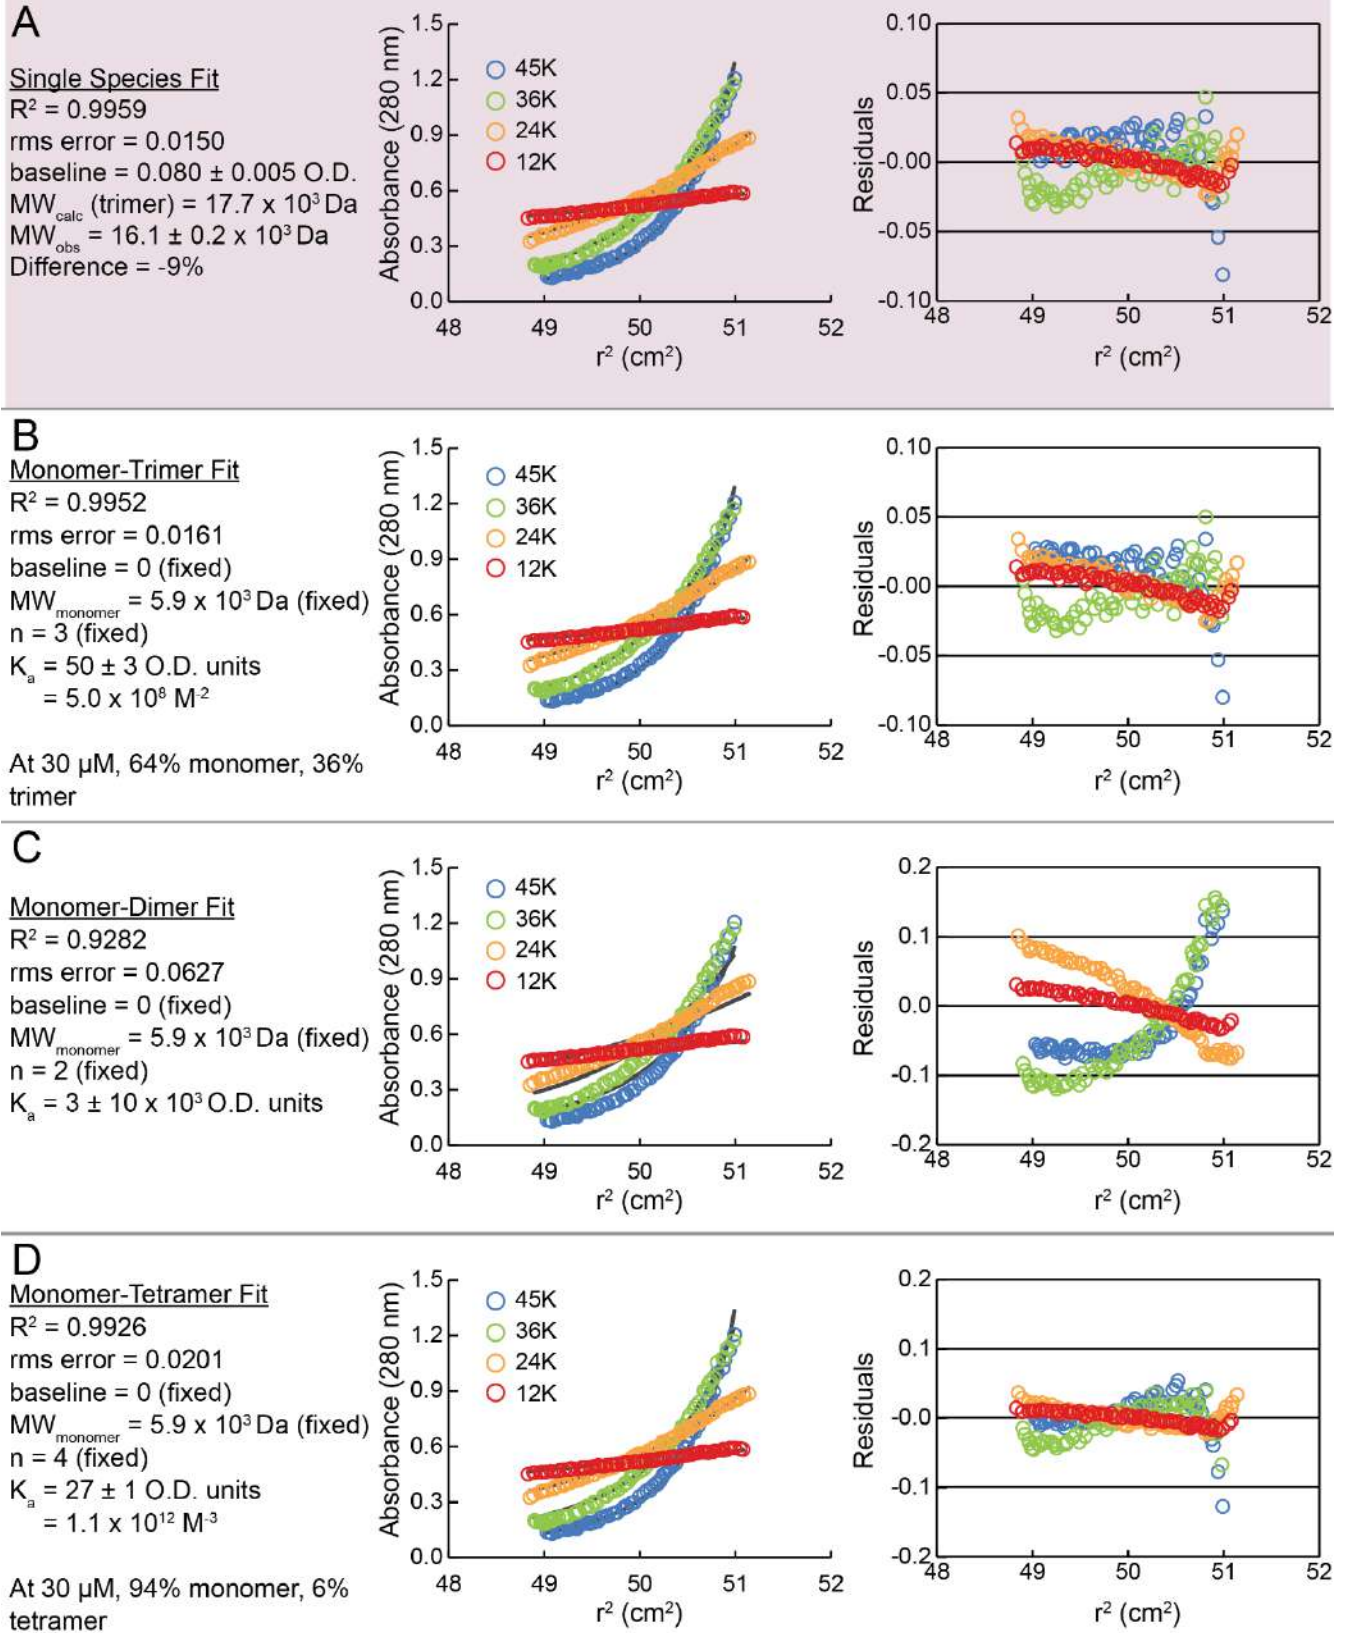 A
Single Species Fit
R² = 0.9959
rms error = 0.0150
baseline = 0.080 ± 0.005 O.D.
MWcalc (trimer) = 17.7 x 10³ Da
MWobs = 16.1 ± 0.2 x 10³ Da
Difference = -9%
Absorbance (280 nm)
1.5
1.2
0.9
0.6
0.3
0.0
45K
36K
24K
12K
48 49 50 51 52
r² (cm²)
Residuals
0.10
0.05
-0.00
-0.05
-0.10
48 49 50 51 52
r² (cm²)
B
Monomer-Trimer Fit
R² = 0.9952
rms error = 0.0161
baseline = 0 (fixed)
MWmonomer = 5.9 x 10³ Da (fixed)
n = 3 (fixed)
Ka = 50 ± 3 O.D. units
= 5.0 x 10⁸ M⁻²
At 30 µM, 64% monomer, 36%
trimer
Absorbance (280 nm)
1.5
1.2
0.9
0.6
0.3
0.0
45K
36K
24K
12K
48 49 50 51 52
r² (cm²)
Residuals
0.10
0.05
-0.00
-0.05
-0.10
48 49 50 51 52
r² (cm²)
C
Monomer-Dimer Fit
R² = 0.9282
rms error = 0.0627
baseline = 0 (fixed)
MWmonomer = 5.9 x 10³ Da (fixed)
n = 2 (fixed)
Ka = 3 ± 10 x 10³ O.D. units
Absorbance (280 nm)
1.5
1.2
0.9
0.6
0.3
0.0
45K
36K
24K
12K
48 49 50 51 52
r² (cm²)
Residuals
0.2
0.1
0.0
-0.1
-0.2
48 49 50 51 52
r² (cm²)
D
Monomer-Tetramer Fit
R² = 0.9926
rms error = 0.0201
baseline = 0 (fixed)
MWmonomer = 5.9 x 10³ Da (fixed)
n = 4 (fixed)
Ka = 27 ± 1 O.D. units
= 1.1 x 10¹² M⁻³
At 30 µM, 94% monomer, 6%
tetramer
Absorbance (280 nm)
1.5
1.2
0.9
0.6
0.3
0.0
45K
36K
24K
12K
48 49 50 51 52
r² (cm²)
Residuals
0.2
0.1
-0.0
-0.1
-0.2
48 49 50 51 52
r² (cm²)